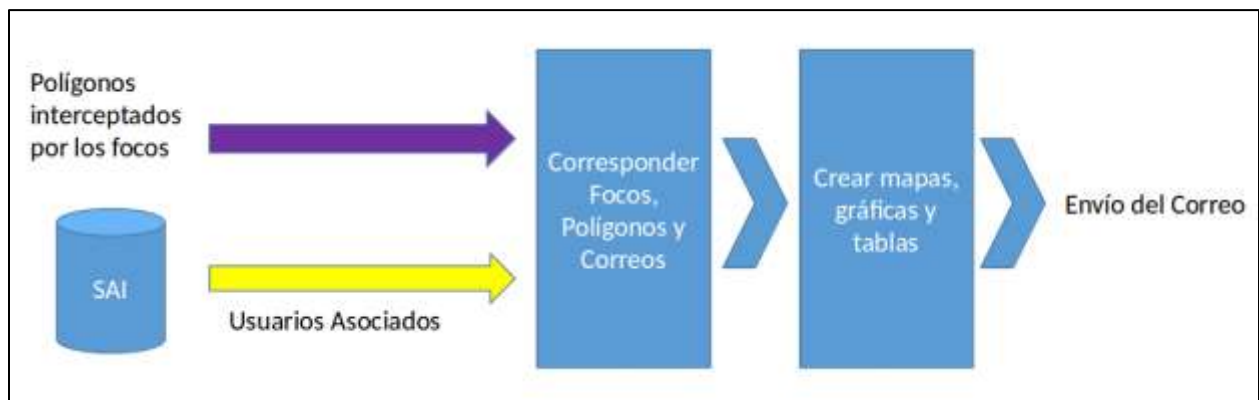 Polígonos
interceptados
por los focos
SAI
Usuarios Asociados
Corresponder
Focos,
Polígonos y
Correos
Crear mapas,
gráficas y
tablas
Envío del Correo